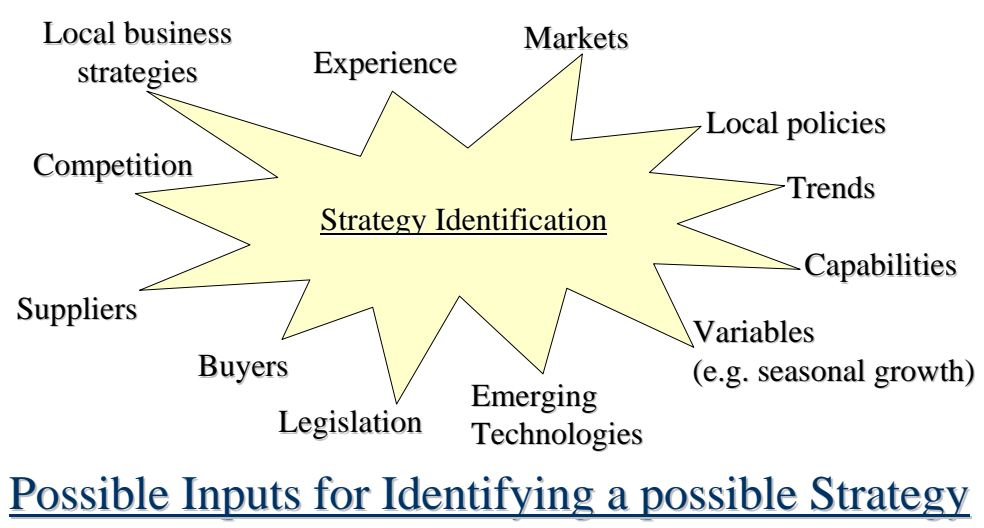 Local business
strategies
Experience
Markets
Local policies
Competition
Trends
Strategy Identification
Capabilities
Suppliers
Variables
(e.g. seasonal growth)
Buyers
Legislation
Emerging
Technologies
Possible Inputs for Identifying a possible Strategy